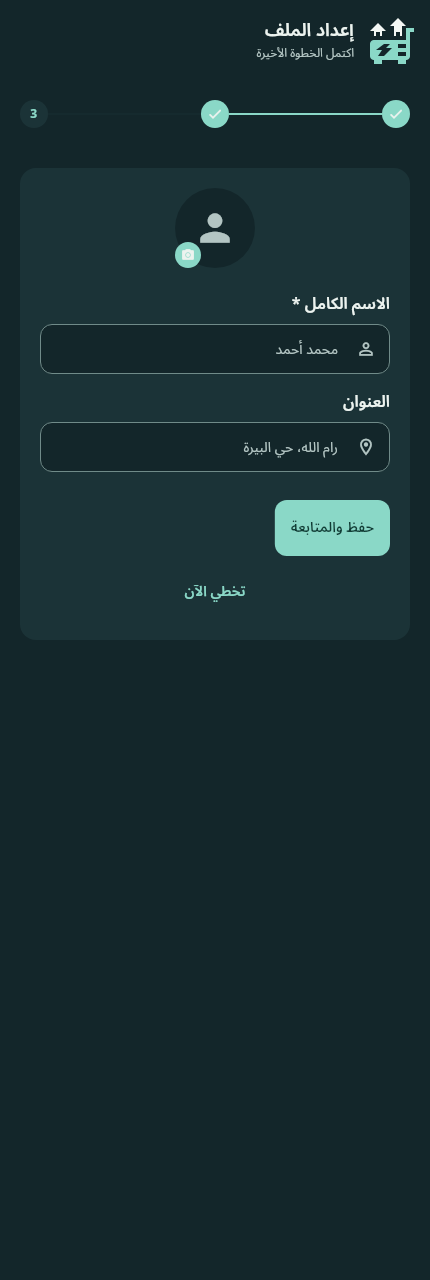 إعداد الملف
اكتمل الخطوة الأخيرة
3
الاسم الكامل *
محمد أحمد
العنوان
رام الله، حي البيرة
حفظ والمتابعة
تخطي الآن